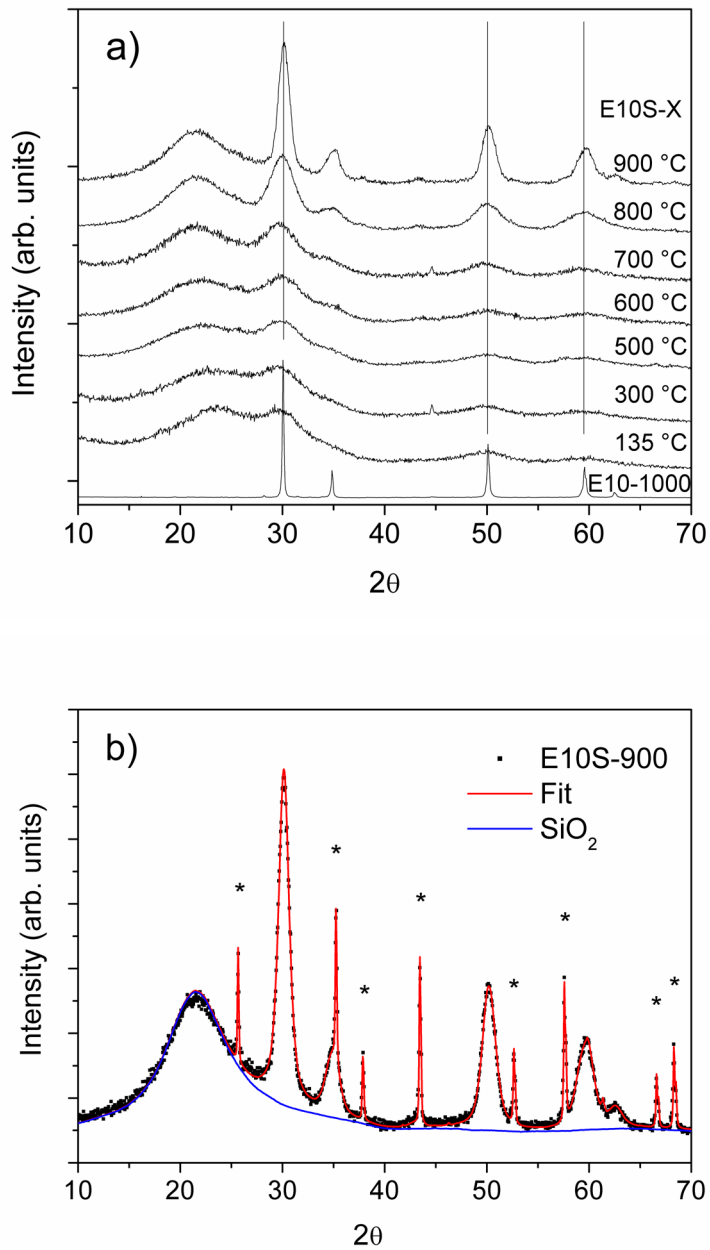 a)
E10S-X
900 °C
800 °C
700 °C
600 °C
500 °C
300 °C
135 °C
E10-1000
Intensity (arb. units)
10 20 30 40 50 60 70
2θ
b)
E10S-900
Fit
SiO2
* * * * * * * *
Intensity (arb. units)
10 20 30 40 50 60 70
2θ